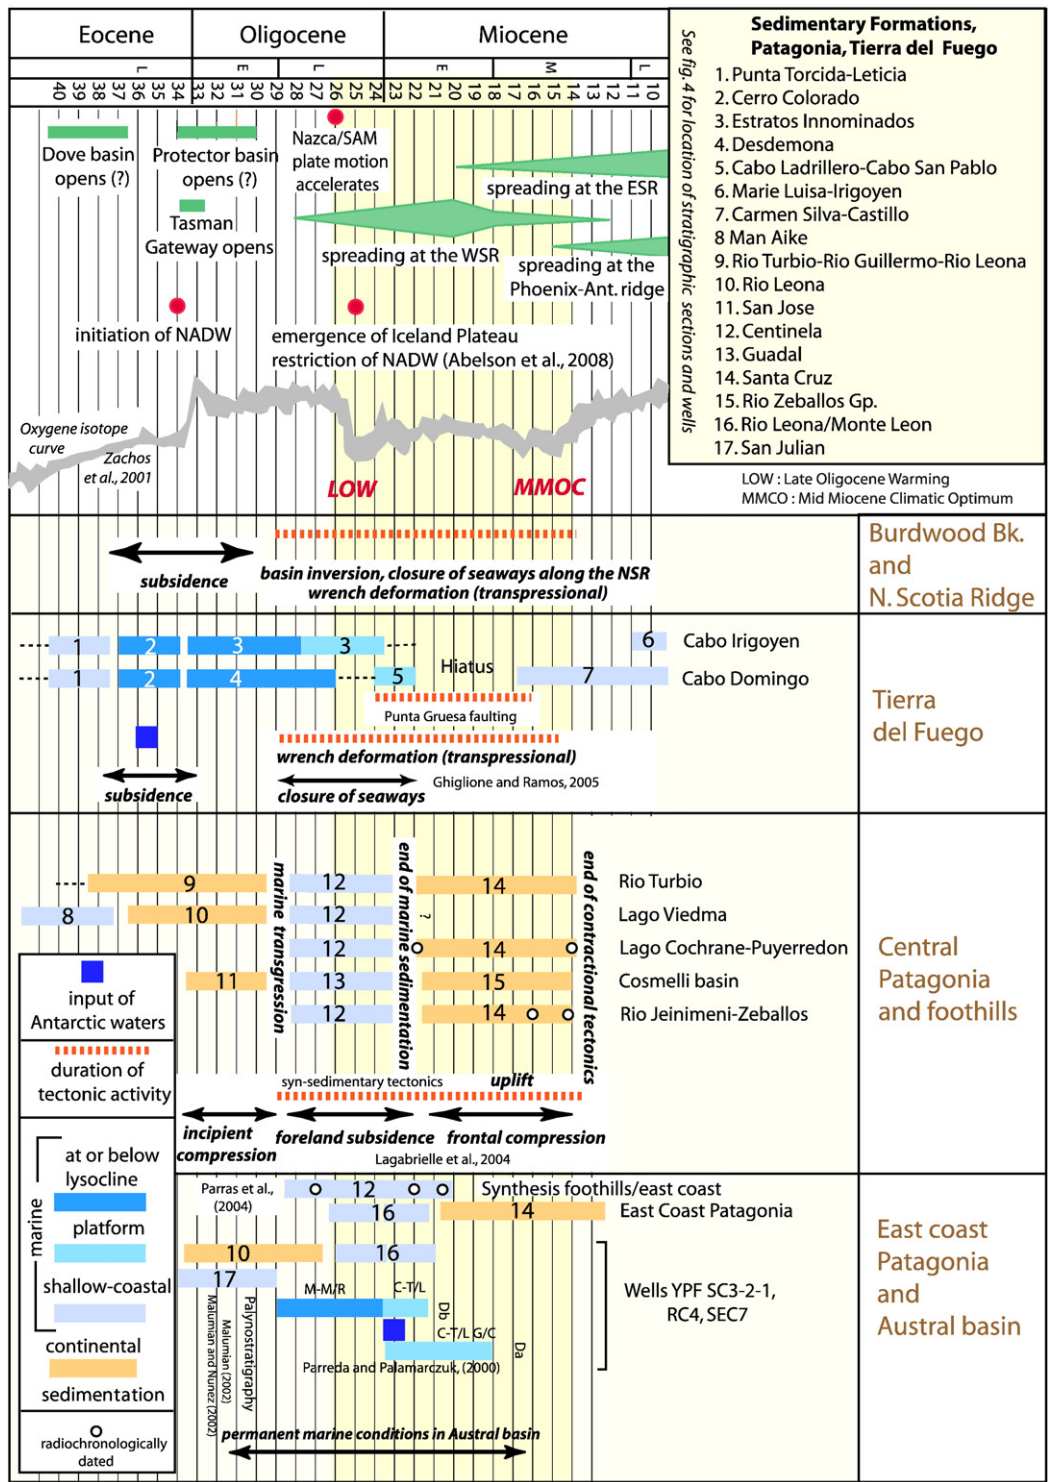 Eocene
Oligocene
Miocene
L
E
L
E
M
L
40 39 38 37 36 35 34 33 32 31 30 29 28 27 26 25 24 23 22 21 20 19 18 17 16 15 14 13 12 11 10
Dove basin
opens (?)
Protector basin
opens (?)
Tasman
Gateway opens
Nazca/SAM
plate motion
accelerates
spreading at the ESR
spreading at the WSR
spreading at the
Phoenix-Ant. ridge
initiation of NADW
emergence of Iceland Plateau
restriction of NADW (Abelson et al., 2008)
Oxygene isotope
curve
Zachos
et al., 2001
LOW
MMOC
See fig. 4 for location of stratigraphic sections and wells
Sedimentary Formations,
Patagonia, Tierra del Fuego
1. Punta Torcida-Leticia
2. Cerro Colorado
3. Estratos Innominados
4. Desdemona
5. Cabo Ladrillero-Cabo San Pablo
6. Marie Luisa-Irigoyen
7. Carmen Silva-Castillo
8 Man Aike
9. Rio Turbio-Rio Guillermo-Rio Leona
10. Rio Leona
11. San Jose
12. Centinela
13. Guadal
14. Santa Cruz
15. Rio Zeballos Gp.
16. Rio Leona/Monte Leon
17. San Julian
LOW : Late Oligocene Warming
MMCO : Mid Miocene Climatic Optimum
subsidence
basin inversion, closure of seaways along the NSR
wrench deformation (transpressional)
Burdwood Bk.
and
N. Scotia Ridge
1 2 3 3 6 Cabo Irigoyen
Hiatus
1 2 4 5 7 Cabo Domingo
Punta Gruesa faulting
wrench deformation (transpressional)
Ghiglione and Ramos, 2005
subsidence
closure of seaways
Tierra
del Fuego
marine transgression
end of marine sedimentation
end of contractional tectonics
9 12 14 Rio Turbio
8 10 12 ? Lago Viedma
12 14 Lago Cochrane-Puyerredon
11 13 15 Cosmelli basin
12 14 Rio Jeinimeni-Zeballos
syn-sedimentary tectonics
uplift
incipient
compression
foreland subsidence
frontal compression
Lagabrielle et al., 2004
Central
Patagonia
and foothills
input of
Antarctic waters
duration of
tectonic activity
marine
at or below
lysocline
platform
shallow-coastal
continental
sedimentation
radiochronologically
dated
Parras et al.,
(2004)
12 Synthesis foothills/east coast
16 14 East Coast Patagonia
10 16
17
M-M/R
C-T/L
Db
C-T/L G/C
Da
Parreda and Palamarczuk, (2000)
Palynostratigraphy
Malumian (2002)
Malumian and Nunez (2002)
Wells YPF SC3-2-1,
RC4, SEC7
permanent marine conditions in Austral basin
East coast
Patagonia
and
Austral basin